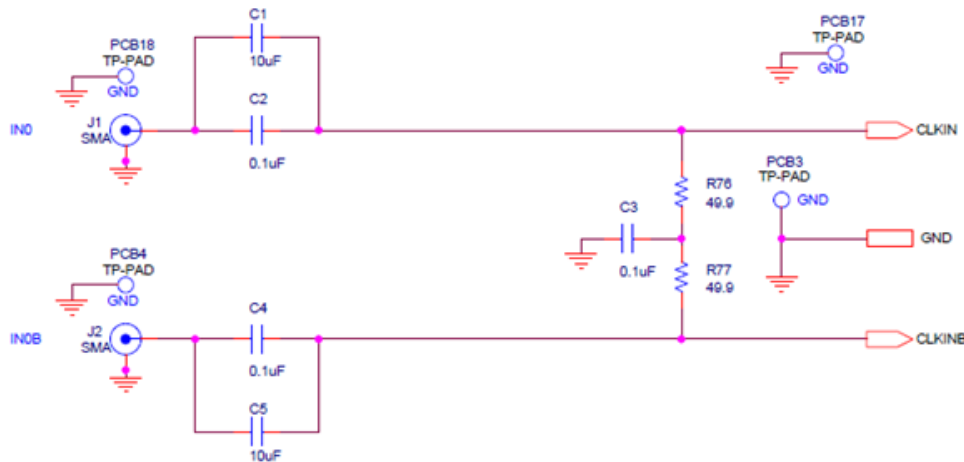 C1
10uF
PCB18
TP-PAD
GND
PCB17
TP-PAD
GND
IN0
J1
SMA
C2
0.1uF
CLKIN
R76
49.9
PCB3
TP-PAD
GND
C3
0.1uF
GND
R77
49.9
PCB4
TP-PAD
GND
IN0B
J2
SMA
C4
0.1uF
CLKINB
C5
10uF